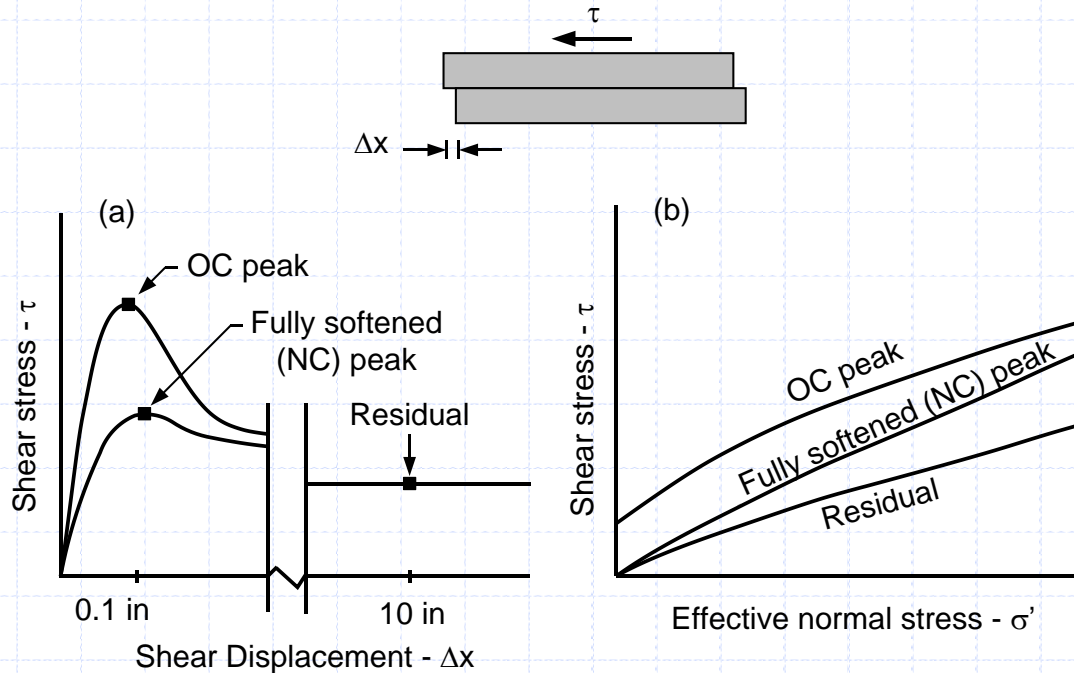 τ
Δx
(a)
OC peak
Fully softened
(NC) peak
Residual
Shear stress - τ
0.1 in
10 in
Shear Displacement - Δx
(b)
OC peak
Fully softened (NC) peak
Residual
Shear stress - τ
Effective normal stress - σ’